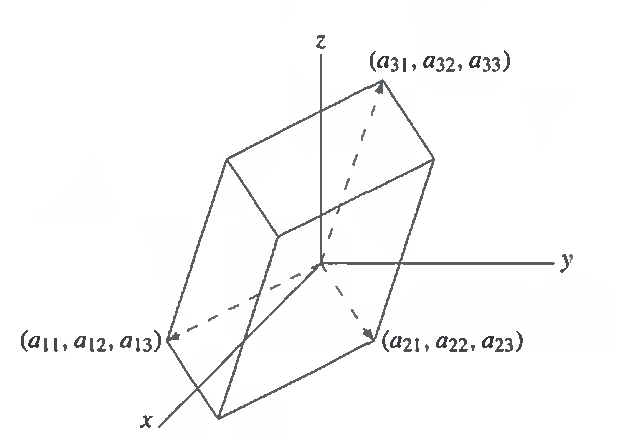 z
(a₃₁, a₃₂, a₃₃)
y
(a₁₁, a₁₂, a₁₃)
(a₂₁, a₂₂, a₂₃)
x